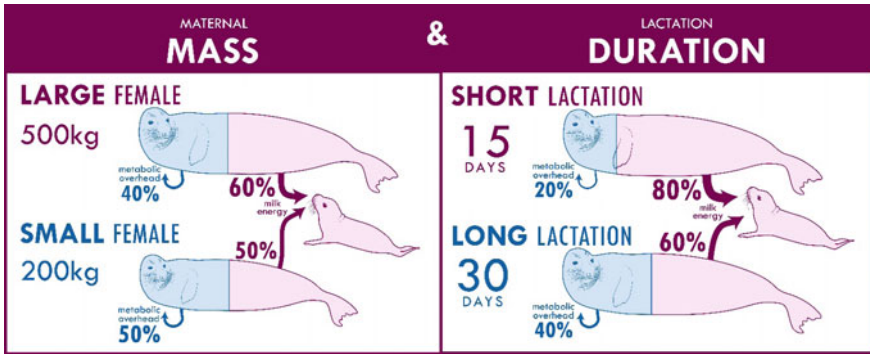 MATERNAL
MASS
&
LACTATION
DURATION
LARGE FEMALE
500kg
metabolic
overhead
40%
60%
milk
energy
SMALL FEMALE
200kg
50%
metabolic
overhead
50%
SHORT LACTATION
15
DAYS
metabolic
overhead
20%
80%
milk
energy
LONG LACTATION
30
DAYS
60%
metabolic
overhead
40%